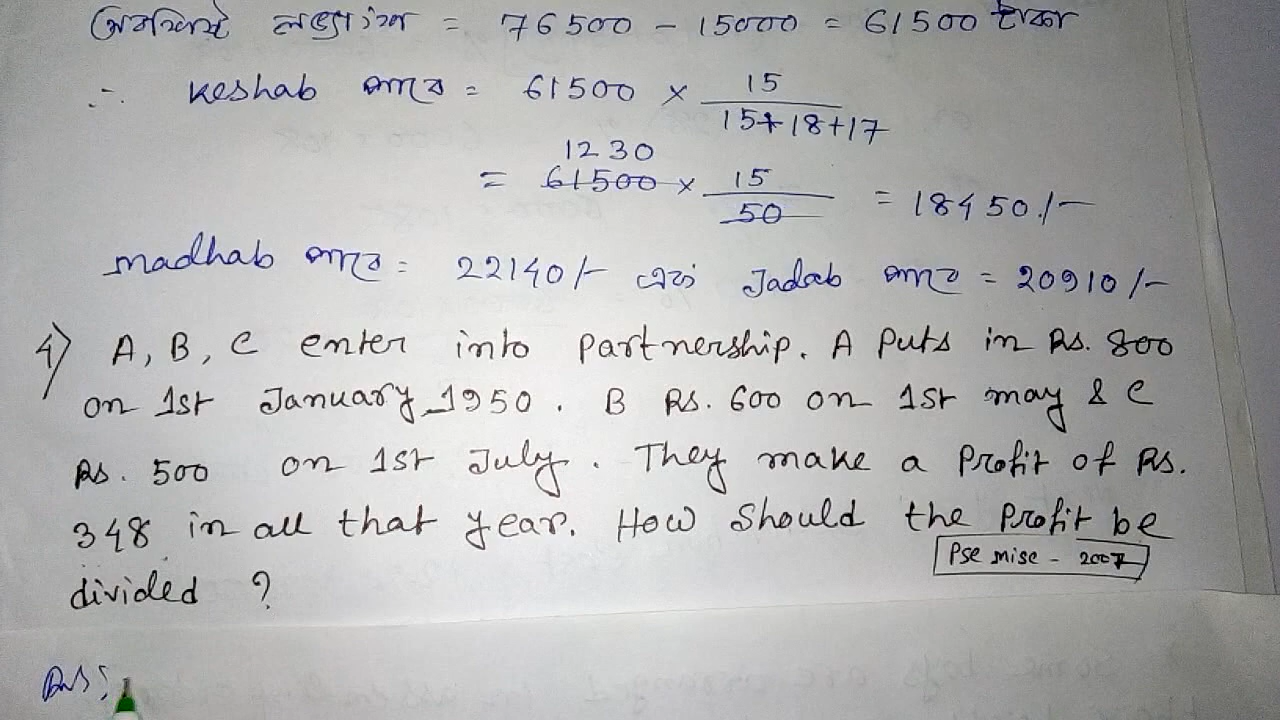 অবশিষ্ট লভ্যাংশ = 76500 - 15000 = 61500 টাকা
∴ Keshab পাবে = 61500 × 15
15+18+17
1230
= 61500 × 15 = 18450/-
50
madhab পাবে = 22140/- এবং Jadab পাবে = 20910/-
4) A, B, C enter into partnership. A puts in Rs. 800
on 1st January 1950. B Rs. 600 on 1st may & C
Rs. 500 on 1st July. They make a profit of Rs.
348 in all that year. How should the profit be
divided ? Psc misc - 2007
Ans: